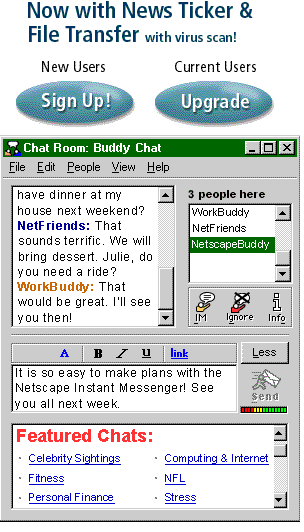 Now with News Ticker &
File Transfer with virus scan!
New Users
Current Users
Sign Up!
Upgrade
Chat Room: Buddy Chat
File Edit People View Help
have dinner at my
house next weekend?
NetFriends: That
sounds terrific. We will
bring dessert. Julie, do
you need a ride?
WorkBuddy: That
would be great. I'll see
you then!
3 people here
WorkBuddy
NetFriends
NetscapeBuddy
IM Ignore Info
A B I U link
Less
It is so easy to make plans with the
Netscape Instant Messenger! See
you all next week.
Send
Featured Chats:
· Celebrity Sightings
· Computing & Internet
· Fitness
· NFL
· Personal Finance
· Stress